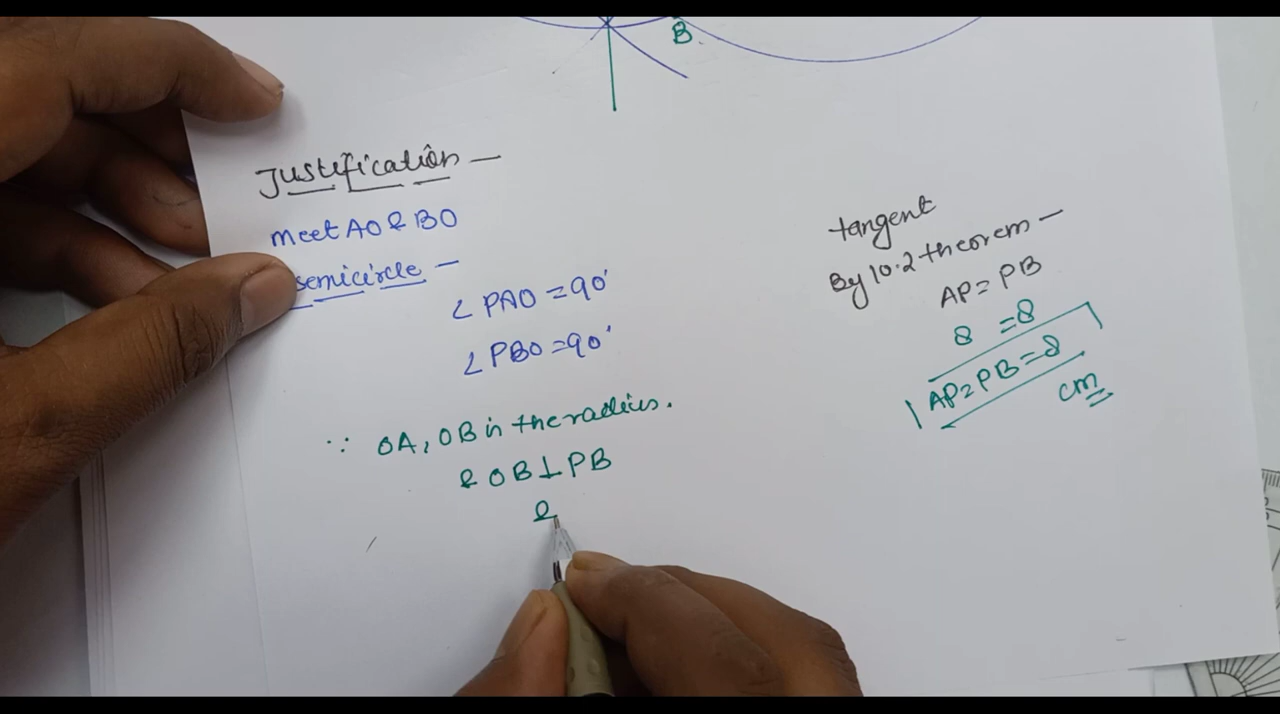 B.
Justification —
meet AO & BO
semicircle —
∠PAO = 90'
∠PBO = 90'
∵ OA, OB is the radius.
& OB ⊥ PB
&
tangent
By 10.2 theorem —
AP = PB
8 = 8
AP = PB = 8
cm